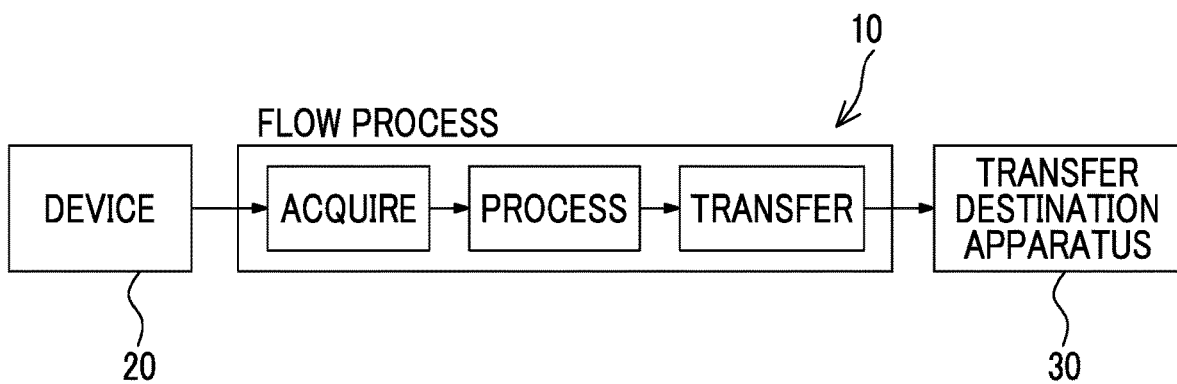 10
FLOW PROCESS
DEVICE
ACQUIRE
PROCESS
TRANSFER
TRANSFER
DESTINATION
APPARATUS
20
30